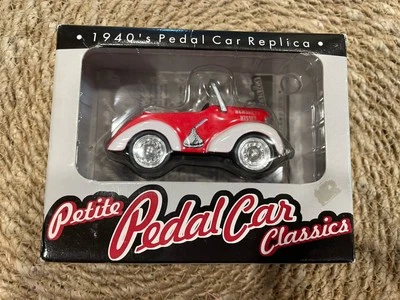 • 1940's Pedal Car Replica •
Petite
Pedal Car
Classics